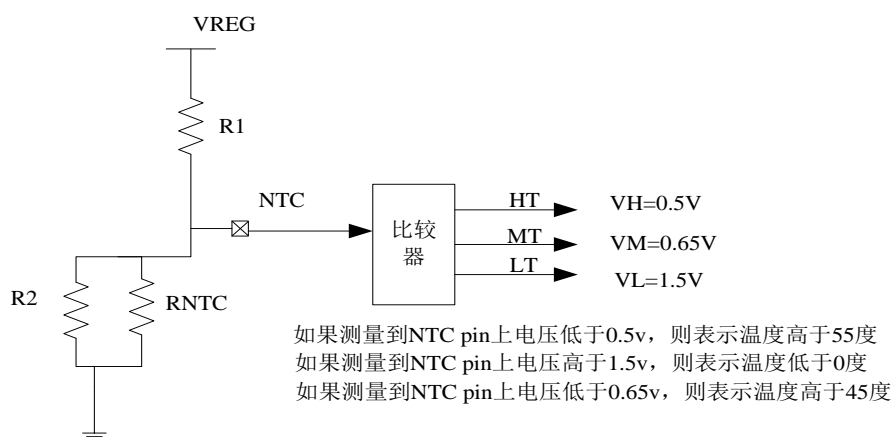 VREG
R1
NTC
R2
RNTC
比较
器
HT
MT
LT
VH=0.5V
VM=0.65V
VL=1.5V
如果测量到NTC pin上电压低于0.5v，则表示温度高于55度
如果测量到NTC pin上电压高于1.5v，则表示温度低于0度
如果测量到NTC pin上电压低于0.65v，则表示温度高于45度